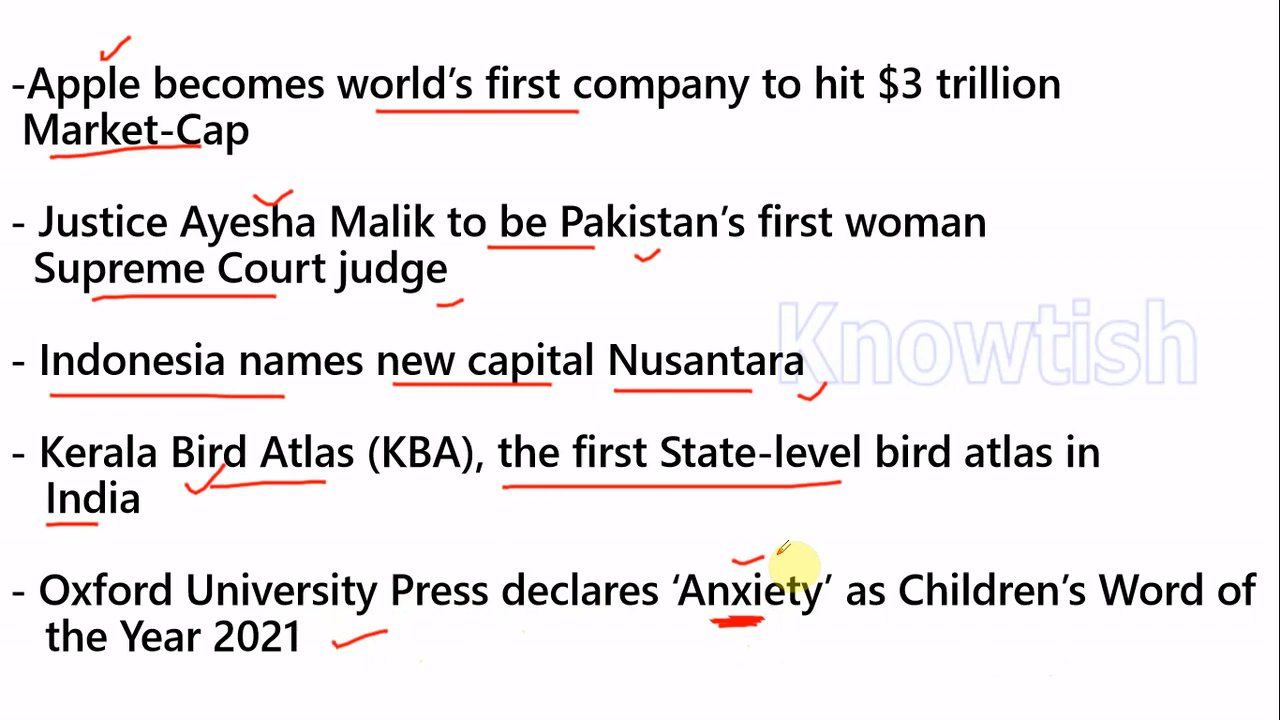 -Apple becomes world’s first company to hit $3 trillion
Market-Cap
- Justice Ayesha Malik to be Pakistan’s first woman
Supreme Court judge
- Indonesia names new capital Nusantara
Knowtish
- Kerala Bird Atlas (KBA), the first State-level bird atlas in
India
- Oxford University Press declares ‘Anxiety’ as Children’s Word of
the Year 2021